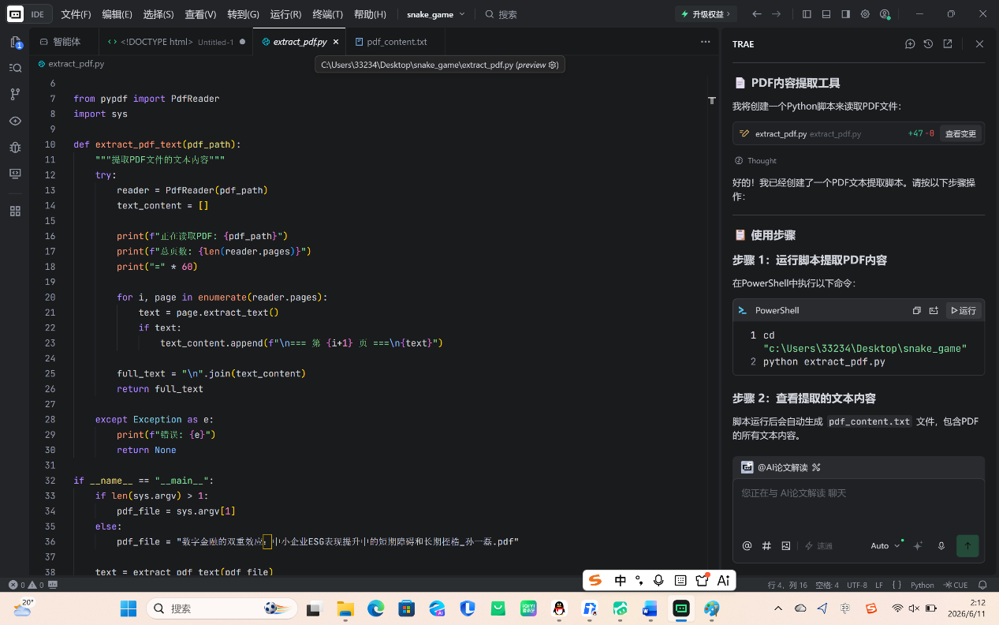 IDE 文件(F) 编辑(E) 选择(S) 查看(V) 转到(G) 运行(R) 终端(T) 帮助(H) snake_game 搜索 升级权益
智能体 <!DOCTYPE html> Untedled-1 extract_pdf.py pdf_content.txt
extract_pdf.py
C:\Users\33234\Desktop\snake_game\extract_pdf.py (preview)
6
7 from pypdf import PdfReader
8 import sys
9
10 def extract_pdf_text(pdf_path):
11 """提取PDF文件的文本内容"""
12 try:
13 reader = PdfReader(pdf_path)
14 text_content = []
15
16 print(f"正在读取PDF: {pdf_path}")
17 print(f"总页数: {len(reader.pages)}")
18 print("=" * 60)
19
20 for i, page in enumerate(reader.pages):
21 text = page.extract_text()
22 if text:
23 text_content.append(f"\n=== 第 {i+1} 页 ===\n{text}")
24
25 full_text = "\n".join(text_content)
26 return full_text
27
28 except Exception as e:
29 print(f"错误: {e}")
30 return None
31
32 if __name__ == "__main__":
33 if len(sys.argv) > 1:
34 pdf_file = sys.argv[1]
35 else:
36 pdf_file = "数字金融的双重效应：中小企业ESG表现提升中的短期障碍和长期桎梏_孙一磊.pdf"
37
38 text = extract_pdf_text(pdf_file)
TRAE
PDF内容提取工具
我将创建一个Python脚本来读取PDF文件：
extract_pdf.py extract_pdf.py +47 -0 查看变更
Thought
好的！我已经创建了一个PDF文本提取脚本。请按以下步骤操
作：
使用步骤
步骤 1：运行脚本提取PDF内容
在PowerShell中执行以下命令：
PowerShell 运行
1 cd
"c:\Users\33234\Desktop\snake_game"
2 python extract_pdf.py
步骤 2：查看提取的文本内容
脚本运行后会自动生成 pdf_content.txt 文件，包含PDF
的所有文本内容。
@AI论文解读
您正在与 AI论文解读 聊天
@ # 速通 Auto
0 0
中 Ai
行 4，列 16 空格: 4 UTF-8 LF { } Python CUE
20°
搜索
AI
iQIYI
爱奇艺
W
中
2:12
2026/6/11